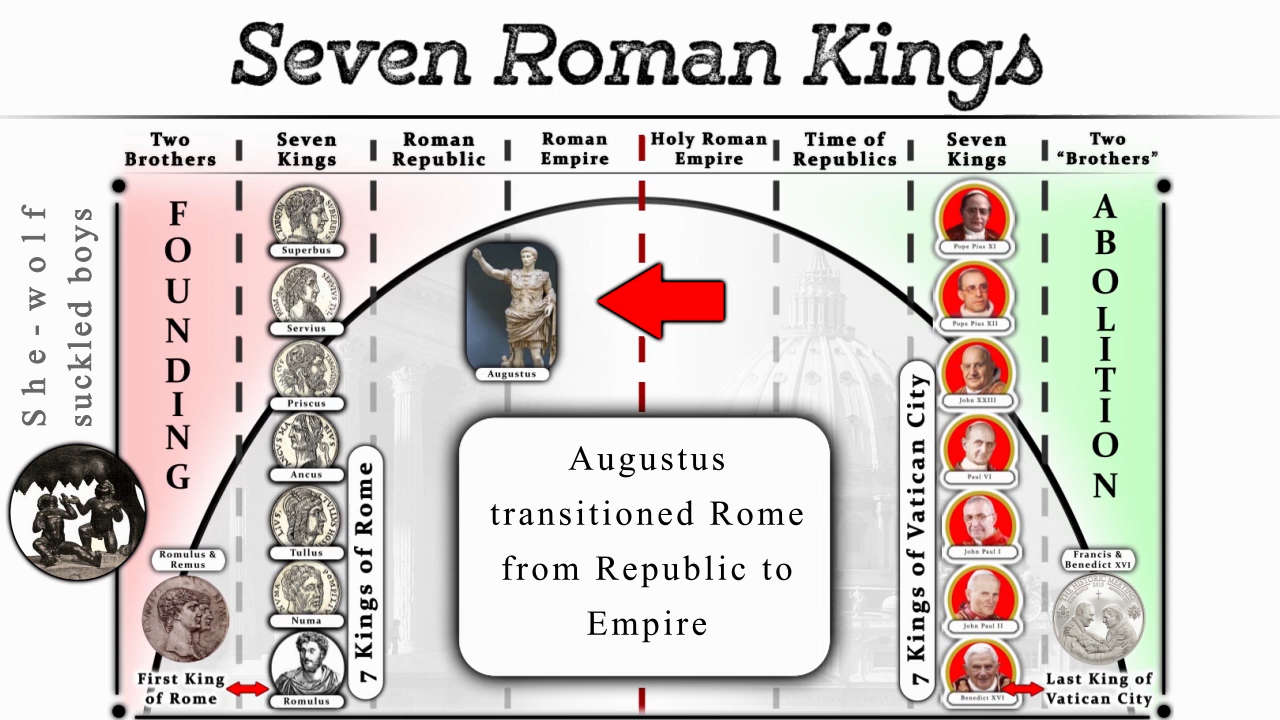 Seven Roman Kings
Two
Brothers
Seven
Kings
Roman
Republic
Roman
Empire
Holy Roman
Empire
Time of
Republics
Seven
Kings
Two
“Brothers”
She-wolf
suckled boys
FOUNDING
Superbus
Servius
Priscus
Ancus
Tullus
Numa
Romulus
7 Kings of Rome
Romulus &
Remus
First King
of Rome
Augustus
Augustus
transitioned Rome
from Republic to
Empire
7 Kings of Vatican City
Pope Pius XI
Pope Pius XII
John XXIII
Paul VI
John Paul I
John Paul II
Benedict XVI
ABOLITION
Francis &
Benedict XVI
THE HISTORIC MEETING
2013
Last King of
Vatican City